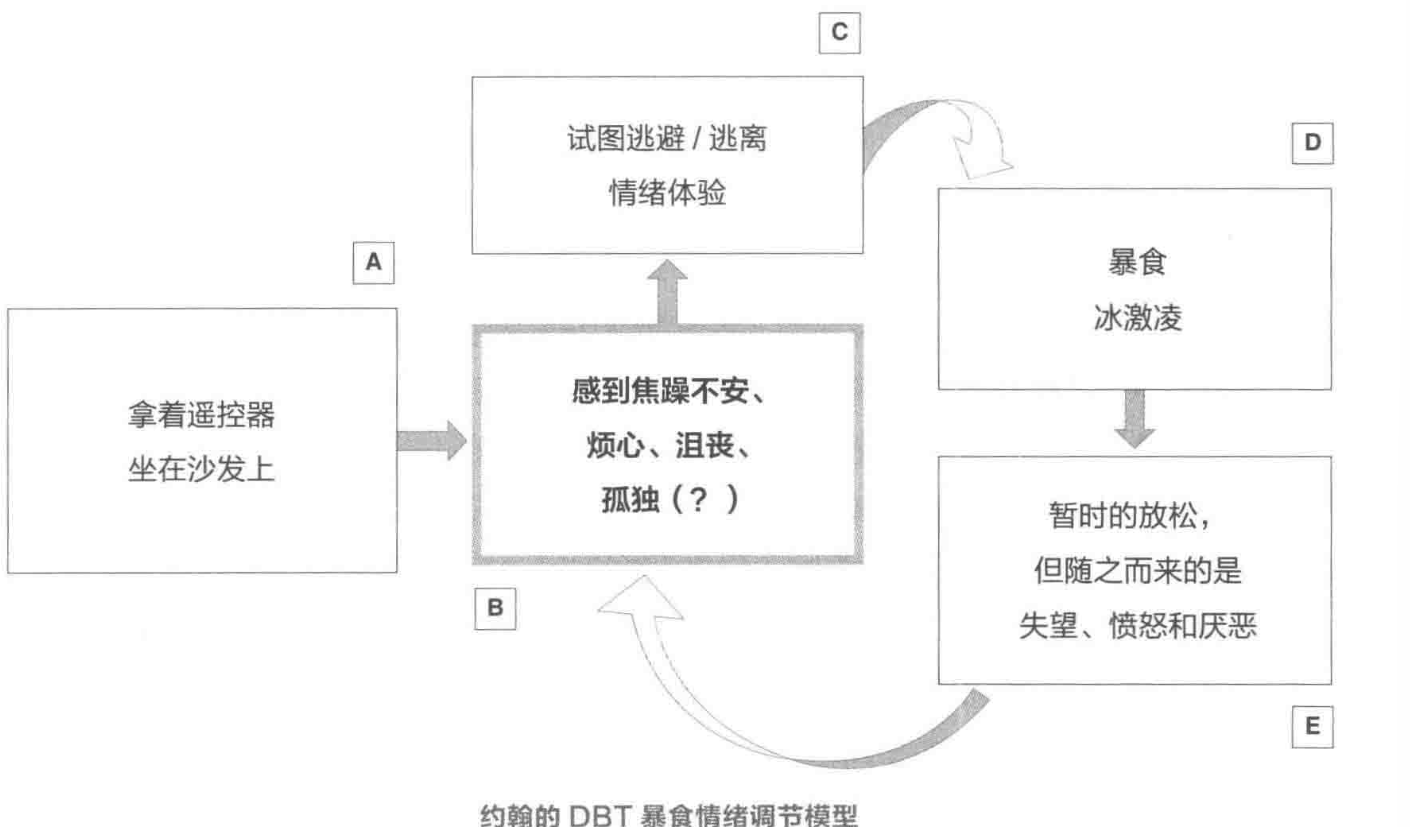 A
拿着遥控器
坐在沙发上
B
感到焦躁不安、
烦心、沮丧、
孤独（？）
C
试图逃避 / 逃离
情绪体验
D
暴食
冰激凌
E
暂时的放松，
但随之而来的是
失望、愤怒和厌恶
约翰的 DBT 暴食情绪调节模型